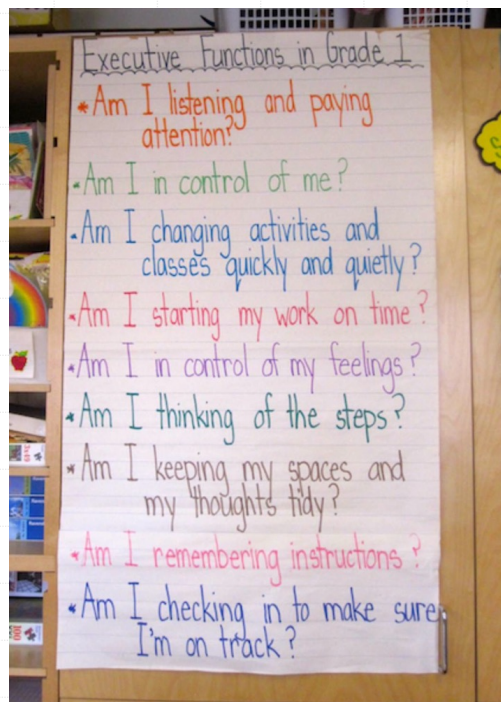 Executive Functions in Grade 1
*Am I listening and paying
attention?
*Am I in control of me?
*Am I changing activities and
classes quickly and quietly?
*Am I starting my work on time?
*Am I in control of my feelings?
*Am I thinking of the steps?
*Am I keeping my spaces and
my thoughts tidy?
*Am I remembering instructions?
*Am I checking in to make sure
I'm on track?
100